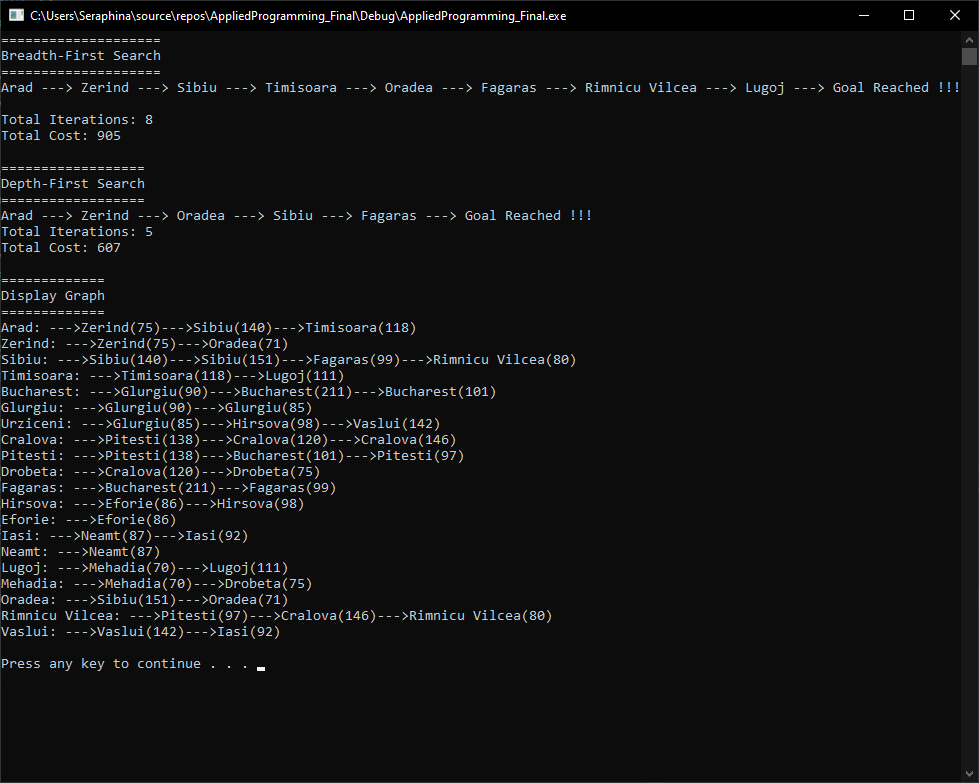 C:\Users\Seraphina\source\repos\AppliedProgramming_Final\Debug\AppliedProgramming_Final.exe
====================
Breadth-First Search
====================
Arad ---> Zerind ---> Sibiu ---> Timisoara ---> Oradea ---> Fagaras ---> Rimnicu Vilcea ---> Lugoj ---> Goal Reached !!!
Total Iterations: 8
Total Cost: 905
==================
Depth-First Search
==================
Arad ---> Zerind ---> Oradea ---> Sibiu ---> Fagaras ---> Goal Reached !!!
Total Iterations: 5
Total Cost: 607
=============
Display Graph
=============
Arad: --->Zerind(75)--->Sibiu(140)--->Timisoara(118)
Zerind: --->Zerind(75)--->Oradea(71)
Sibiu: --->Sibiu(140)--->Sibiu(151)--->Fagaras(99)--->Rimnicu Vilcea(80)
Timisoara: --->Timisoara(118)--->Lugoj(111)
Bucharest: --->Glurgiu(90)--->Bucharest(211)--->Bucharest(101)
Glurgiu: --->Glurgiu(90)--->Glurgiu(85)
Urziceni: --->Glurgiu(85)--->Hirsova(98)--->Vaslui(142)
Cralova: --->Pitesti(138)--->Cralova(120)--->Cralova(146)
Pitesti: --->Pitesti(138)--->Bucharest(101)--->Pitesti(97)
Drobeta: --->Cralova(120)--->Drobeta(75)
Fagaras: --->Bucharest(211)--->Fagaras(99)
Hirsova: --->Eforie(86)--->Hirsova(98)
Eforie: --->Eforie(86)
Iasi: --->Neamt(87)--->Iasi(92)
Neamt: --->Neamt(87)
Lugoj: --->Mehadia(70)--->Lugoj(111)
Mehadia: --->Mehadia(70)--->Drobeta(75)
Oradea: --->Sibiu(151)--->Oradea(71)
Rimnicu Vilcea: --->Pitesti(97)--->Cralova(146)--->Rimnicu Vilcea(80)
Vaslui: --->Vaslui(142)--->Iasi(92)
Press any key to continue . . .